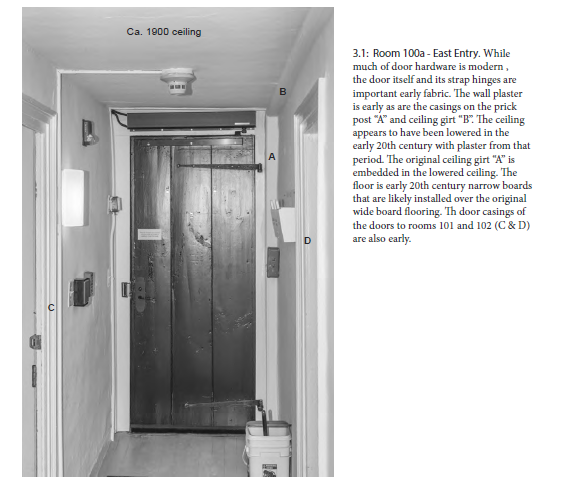 Ca. 1900 ceiling
B
A
D
C
3.1: Room 100a - East Entry. While
much of door hardware is modern ,
the door itself and its strap hinges are
important early fabric. The wall plaster
is early as are the casings on the prick
post “A” and ceiling girt “B”. The ceiling
appears to have been lowered in the
early 20th century with plaster from that
period. The original ceiling girt “A” is
embedded in the lowered ceiling. The
floor is early 20th century narrow boards
that are likely installed over the original
wide board flooring. Th door casings of
the doors to rooms 101 and 102 (C & D)
are also early.